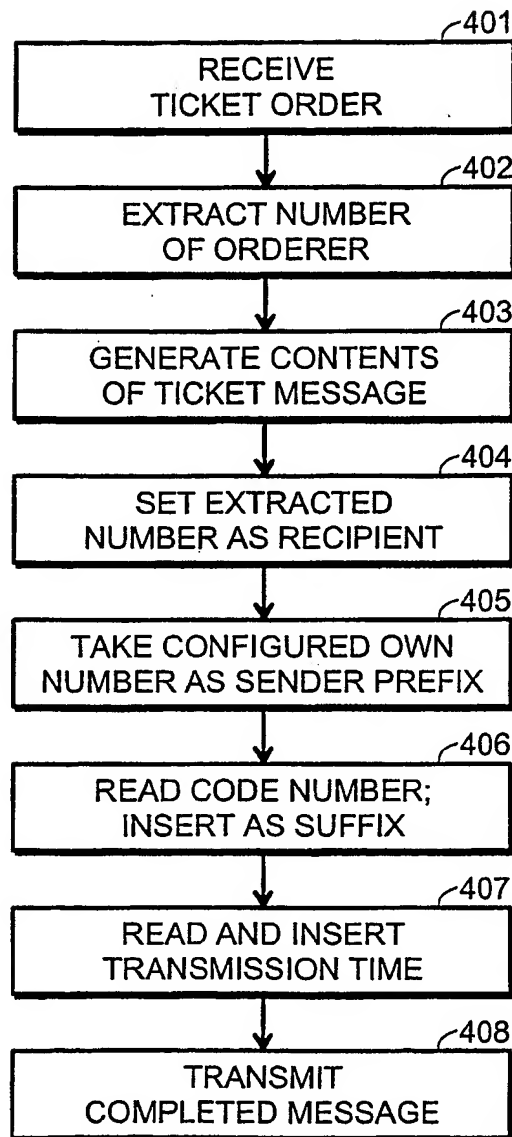 401
RECEIVE
TICKET ORDER
402
EXTRACT NUMBER
OF ORDERER
403
GENERATE CONTENTS
OF TICKET MESSAGE
404
SET EXTRACTED
NUMBER AS RECIPIENT
405
TAKE CONFIGURED OWN
NUMBER AS SENDER PREFIX
406
READ CODE NUMBER;
INSERT AS SUFFIX
407
READ AND INSERT
TRANSMISSION TIME
408
TRANSMIT
COMPLETED MESSAGE